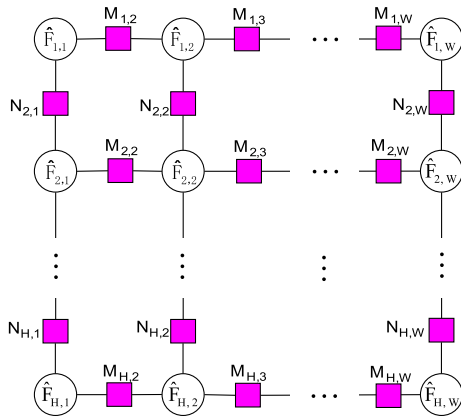 M1,2 M1,3 M1,W
F̂1,1 F̂1,2 ··· F̂1,W
N2,1 N2,2 N2,W
M2,2 M2,3 M2,W
F̂2,1 F̂2,2 ··· F̂2,W
NH,1 NH,2 NH,W
MH,2 MH,3 MH,W
F̂H,1 F̂H,2 ··· F̂H,W